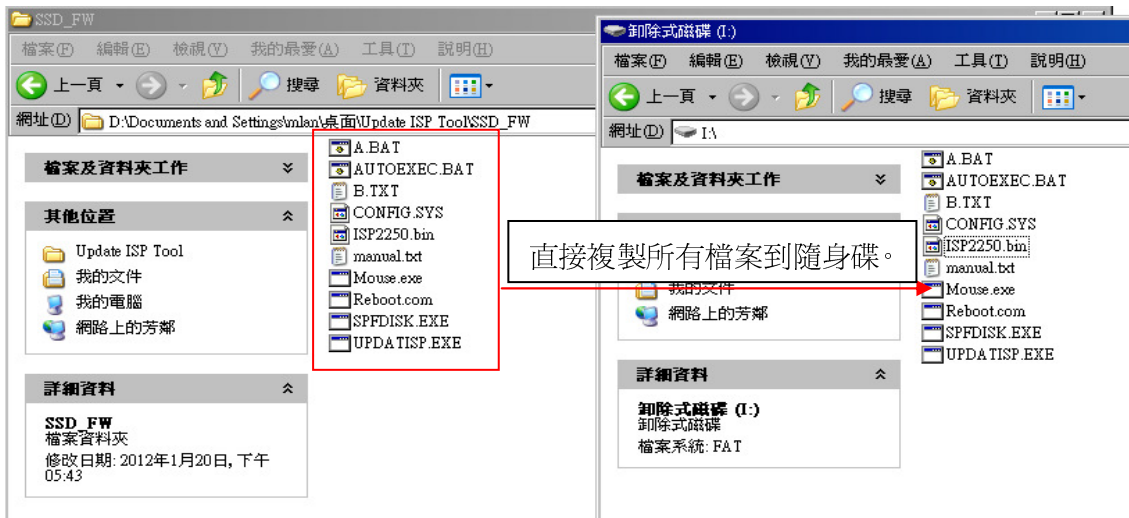 SSD_FW
檔案(F) 編輯(E) 檢視(V) 我的最愛(A) 工具(T) 說明(H)
上一頁 搜尋 資料夾
網址(D) D:\Documents and Settings\mlan\桌面\Update ISP Tool\SSD_FW
檔案及資料夾工作
其他位置
Update ISP Tool
我的文件
我的電腦
網路上的芳鄰
詳細資料
SSD_FW
檔案資料夾
修改日期: 2012年1月20日, 下午
05:43
A.BAT
AUTOEXEC.BAT
B.TXT
CONFIG.SYS
ISP2250.bin
manual.txt
Mouse.exe
Reboot.com
SPFDISK.EXE
UPDATISP.EXE
直接複製所有檔案到隨身碟。
卸除式磁碟 (I:)
檔案(F) 編輯(E) 檢視(V) 我的最愛(A) 工具(T) 說明(H)
上一頁 搜尋 資料夾
網址(D) I:\
檔案及資料夾工作
我的文件
網路上的芳鄰
詳細資料
卸除式磁碟 (I:)
卸除式磁碟
檔案系統: FAT
A.BAT
AUTOEXEC.BAT
B.TXT
CONFIG.SYS
ISP2250.bin
manual.txt
Mouse.exe
Reboot.com
SPFDISK.EXE
UPDATISP.EXE